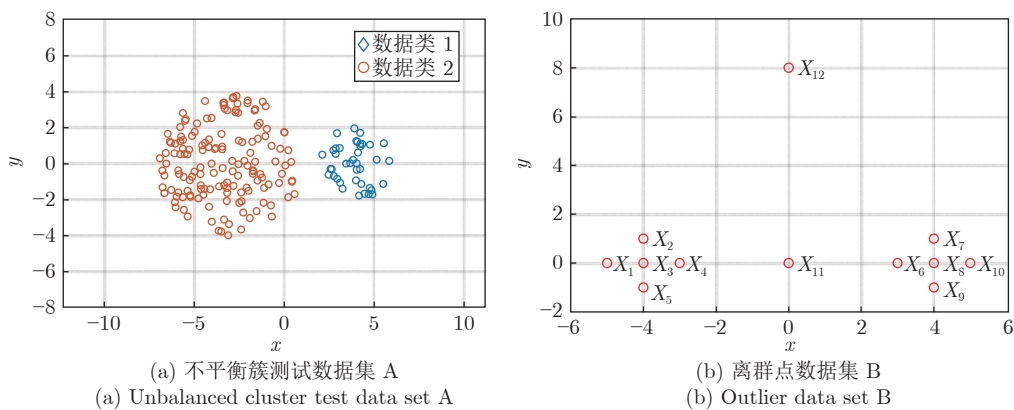 8
6
4
2
0
−2
−4
−6
−8
y
−10
−5
0
5
10
x
数据类 1
数据类 2
(a) 不平衡簇测试数据集 A
(a) Unbalanced cluster test data set A
10
8
6
4
2
0
−2
y
−6
−4
−2
0
2
4
6
x
X12
X2
X7
X1
X3
X4
X11
X6
X8
X10
X5
X9
(b) 离群点数据集 B
(b) Outlier data set B